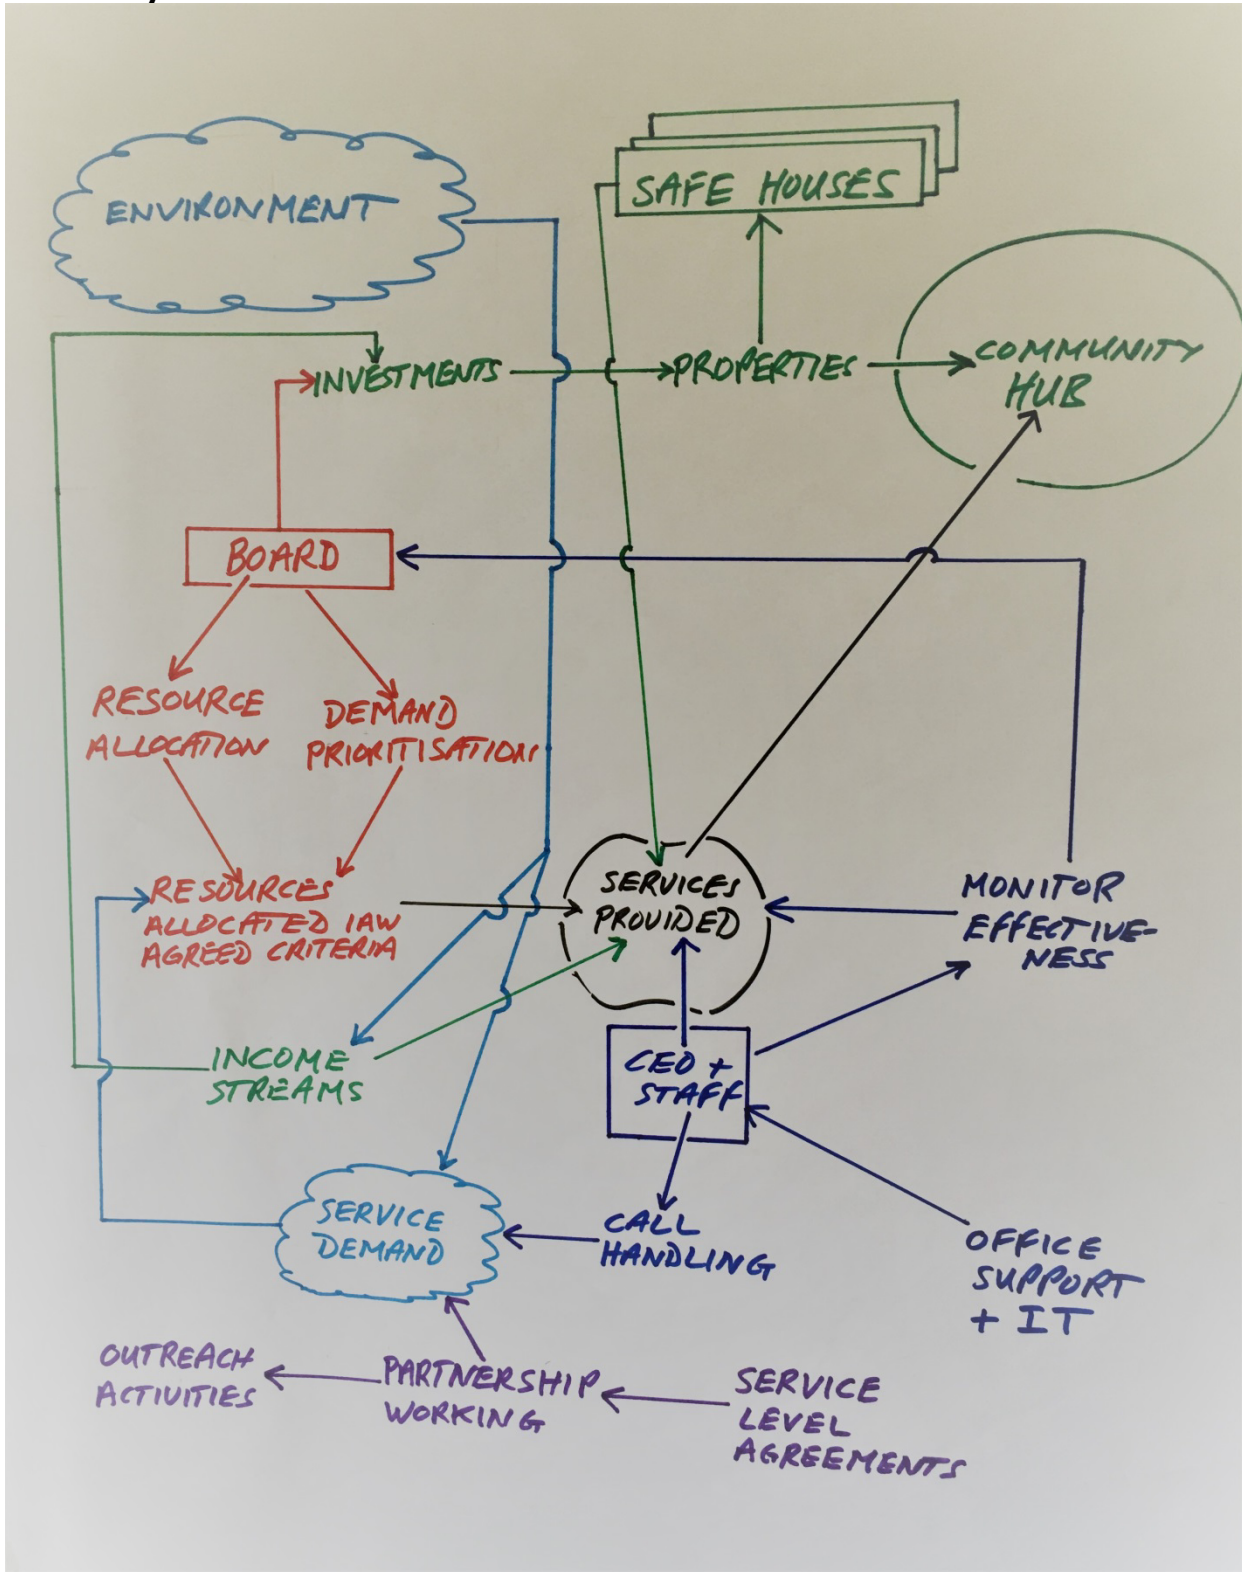 ENVIRONMENT
SAFE HOUSES
INVESTMENTS
PROPERTIES
COMMUNITY
HUB
BOARD
RESOURCE
ALLOCATION
DEMAND
PRIORITISATION
RESOURCES
ALLOCATED IAW
AGREED CRITERIA
SERVICES
PROVIDED
MONITOR
EFFECTIVE-
NESS
INCOME
STREAMS
CEO +
STAFF
SERVICE
DEMAND
CALL
HANDLING
OFFICE
SUPPORT
+ IT
OUTREACH
ACTIVITIES
PARTNERSHIP
WORKING
SERVICE
LEVEL
AGREEMENTS